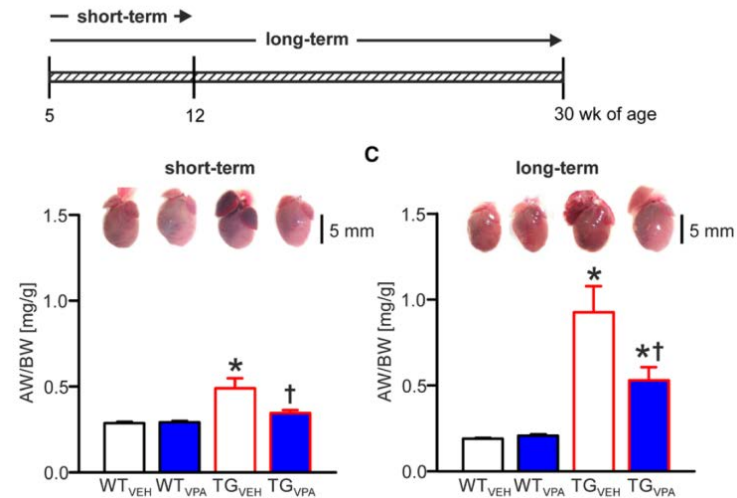 short-term
long-term
5 12 30 wk of age
short-term
1.5
1.0
0.5
0.0
AW/BW [mg/g]
5 mm
*
†
WTVEH WTVPA TGVEH TGVPA
C
long-term
1.5
1.0
0.5
0.0
AW/BW [mg/g]
5 mm
*
*†
WTVEH WTVPA TGVEH TGVPA